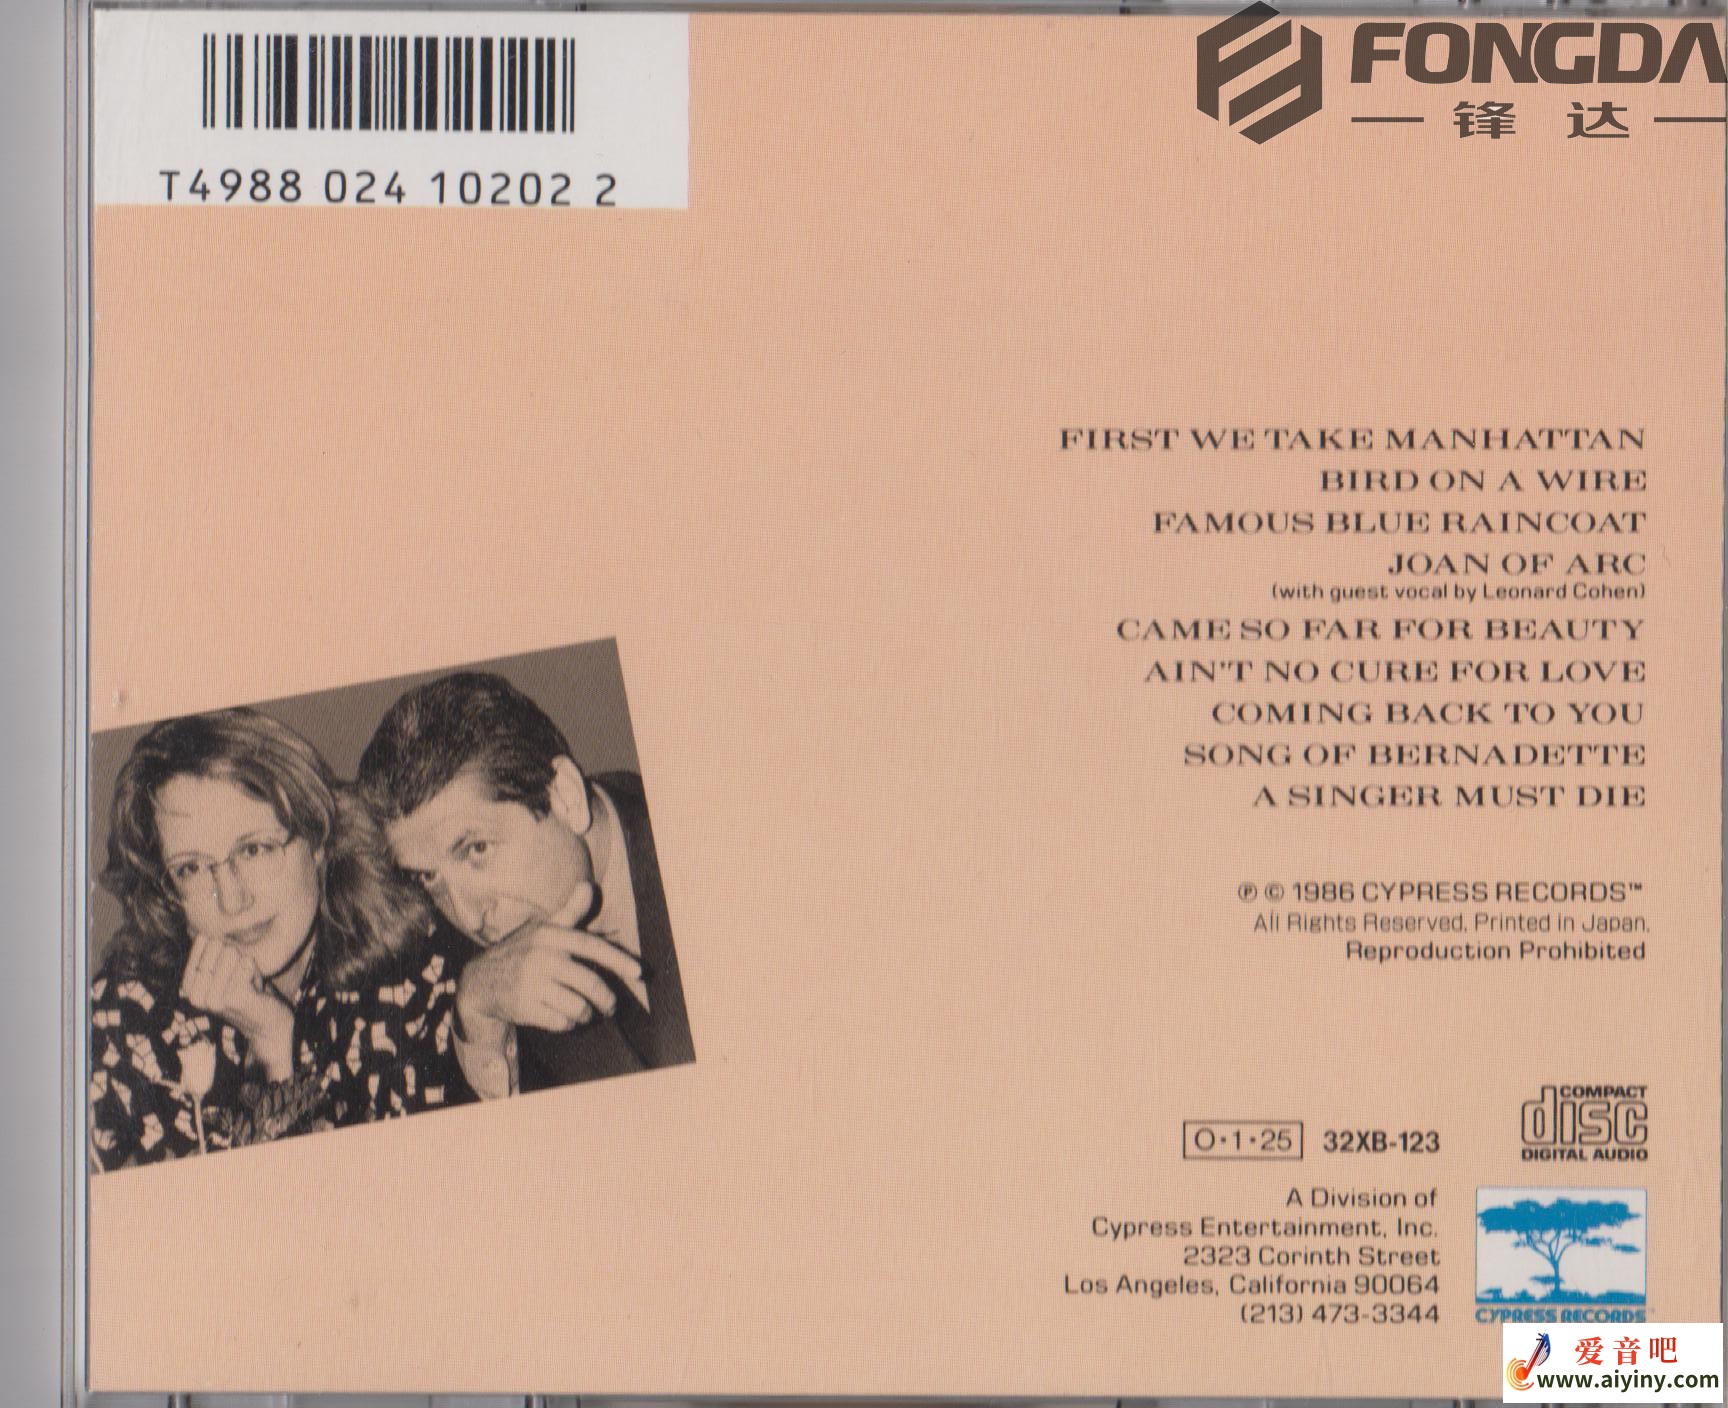 FONGDA
锋 达
T4988 024 10202 2
FIRST WE TAKE MANHATTAN
BIRD ON A WIRE
FAMOUS BLUE RAINCOAT
JOAN OF ARC
(with guest vocal by Leonard Cohen)
CAME SO FAR FOR BEAUTY
AIN'T NO CURE FOR LOVE
COMING BACK TO YOU
SONG OF BERNADETTE
A SINGER MUST DIE
℗ © 1986 CYPRESS RECORDS™
All Rights Reserved. Printed in Japan.
Reproduction Prohibited
COMPACT
disc
DIGITAL AUDIO
O·1·25 32XB-123
A Division of
Cypress Entertainment, Inc.
2323 Corinth Street
Los Angeles, California 90064
(213) 473-3344
CYPRESS RECORDS
爱音吧
www.aiyiny.com